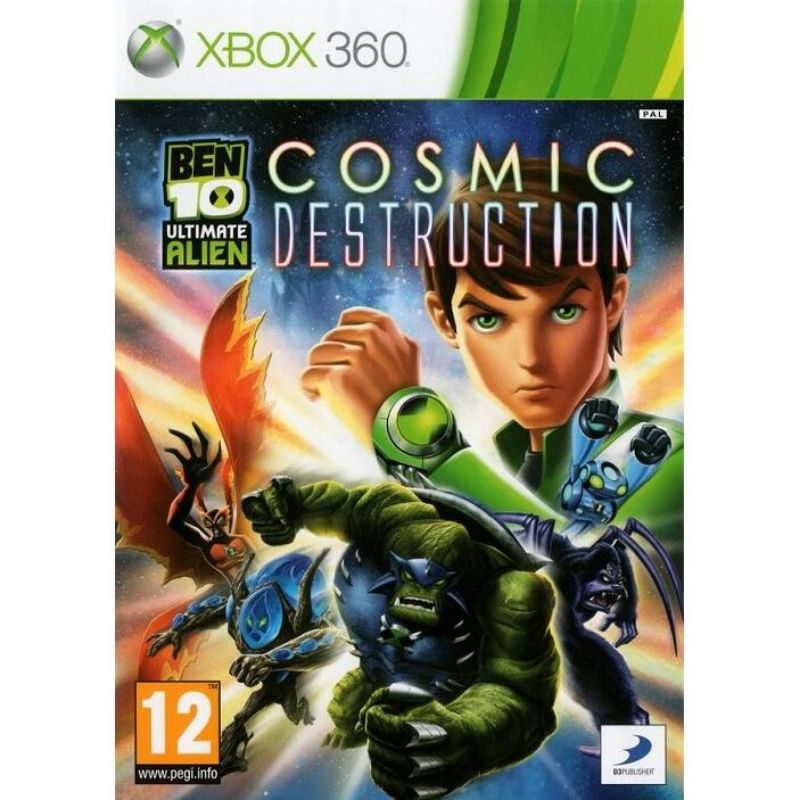 XBOX 360
PAL
BEN
10
ULTIMATE
ALIEN
COSMIC
DESTRUCTION
12
www.pegi.info
D3PUBLISHER